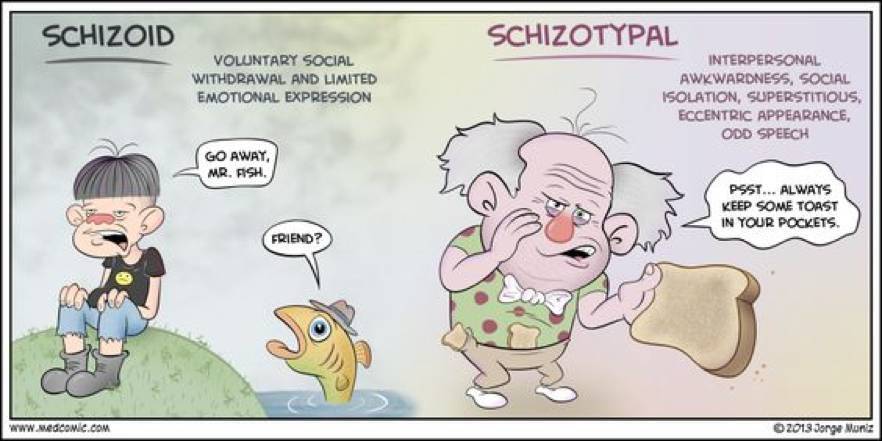 SCHIZOID
VOLUNTARY SOCIAL
WITHDRAWAL AND LIMITED
EMOTIONAL EXPRESSION
GO AWAY,
MR. FISH.
FRIEND?
SCHIZOTYPAL
INTERPERSONAL
AWKWARDNESS, SOCIAL
ISOLATION, SUPERSTITIOUS,
ECCENTRIC APPEARANCE,
ODD SPEECH
PSST... ALWAYS
KEEP SOME TOAST
IN YOUR POCKETS.
www.medcomic.com
© 2013 Jorge Muniz